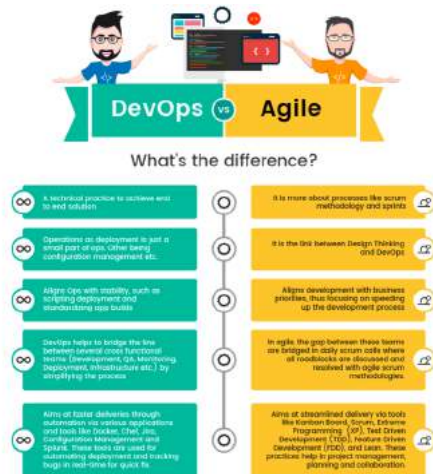 DevOps vs Agile
What's the difference?
A technical practice to achieve end
to end solution
It is more about processes like scrum
methodology and sprints
Operations as deployment is just a
small part of ops. Other being
configuration management etc.
It is the link between Design Thinking
and DevOps
Aligns Ops with stability, such as
scripting deployment and
standardizing app builds
Aligns development with business
priorities, thus focusing on speeding
up the development process
DevOps helps to bridge the line
between several cross functional
teams (Development, QA, Monitoring,
Deployment, Infrastructure etc.) by
simplifying the process
In agile, the gap between these teams
are bridged in daily scrum calls where
all roadblocks are discussed and
resolved with agile scrum
methodologies.
Aims at faster deliveries through
automation via various applications
and tools like Docker, Chef, Jira,
Configuration Management and
Splunk. These tools are used for
automating deployment and tracking
bugs in real-time for quick fix.
Aims at streamlined delivery via tools
like Kanban Board, Scrum, Extreme
Programming (XP), Test Driven
Development (TDD), Feature Driven
Development (FDD), and Lean. These
practices help in project management,
planning and collaboration.